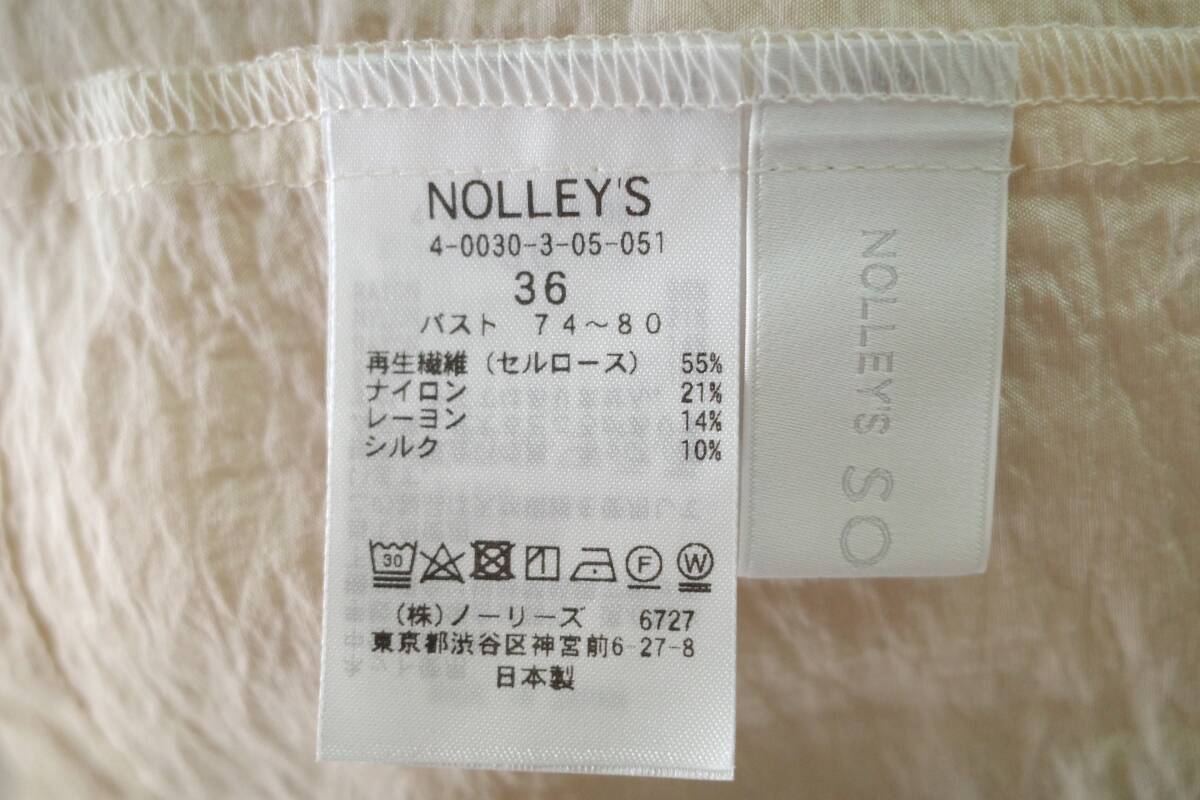 NOLLEY'S
4-0030-3-05-051
36
バスト 74～80
再生繊維（セルロース） 55%
ナイロン 21%
レーヨン 14%
シルク 10%
30
F
W
(株)ノーリーズ 6727
東京都渋谷区神宮前6-27-8
日本製
NOLLEY'S SO